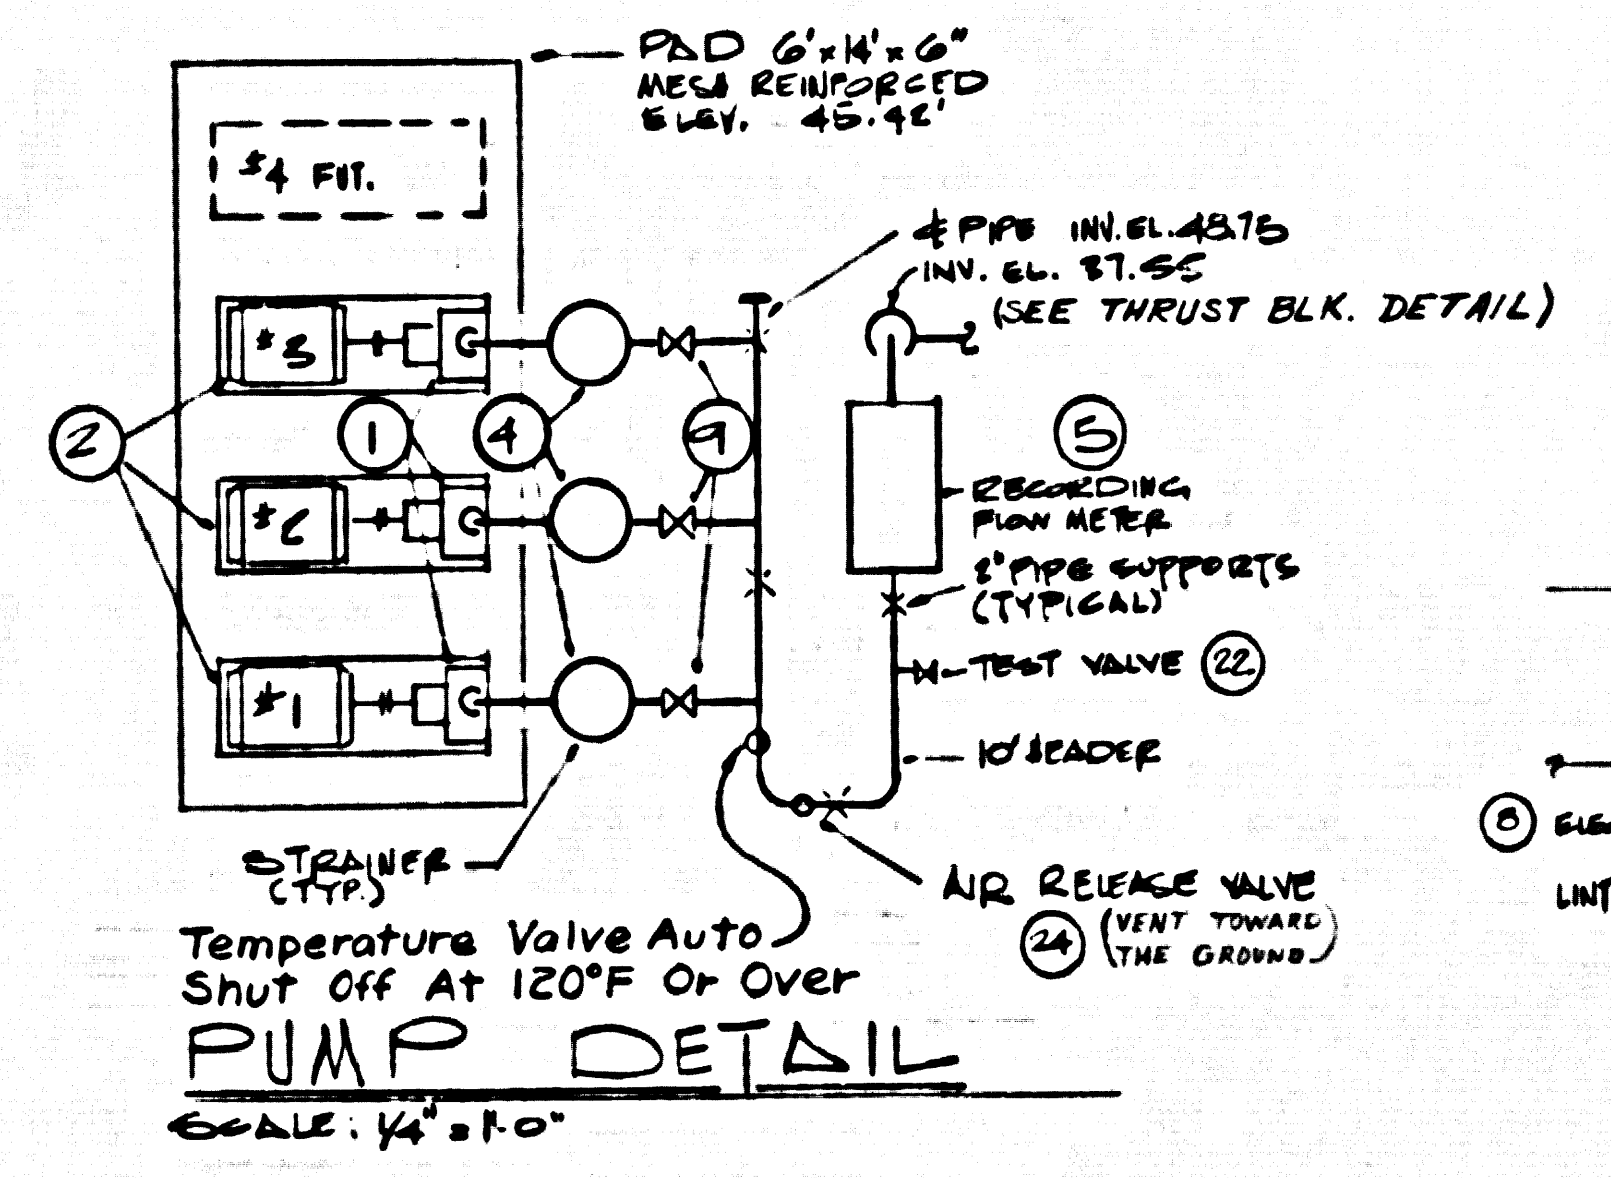 PAD 6'x14'x6"
MESH REINFORCED
ELEV. 45.42'
#4 FUT.
℄ PIPE INV. EL. 48.75
INV. EL. 37.55
(SEE THRUST BLK. DETAIL)
#3
2
1
4
9
5
RECORDING
FLOW METER
#2
2" PIPE SUPPORTS
(TYPICAL)
TEST VALVE 22
#1
10" HEADER
8
STRAINER
(TYP.)
AIR RELEASE VALVE
24 (VENT TOWARD
THE GROUND)
LINT
Temperature Valve Auto
Shut Off At 120°F Or Over
PUMP DETAIL
SCALE: 1/4" = 1'-0"